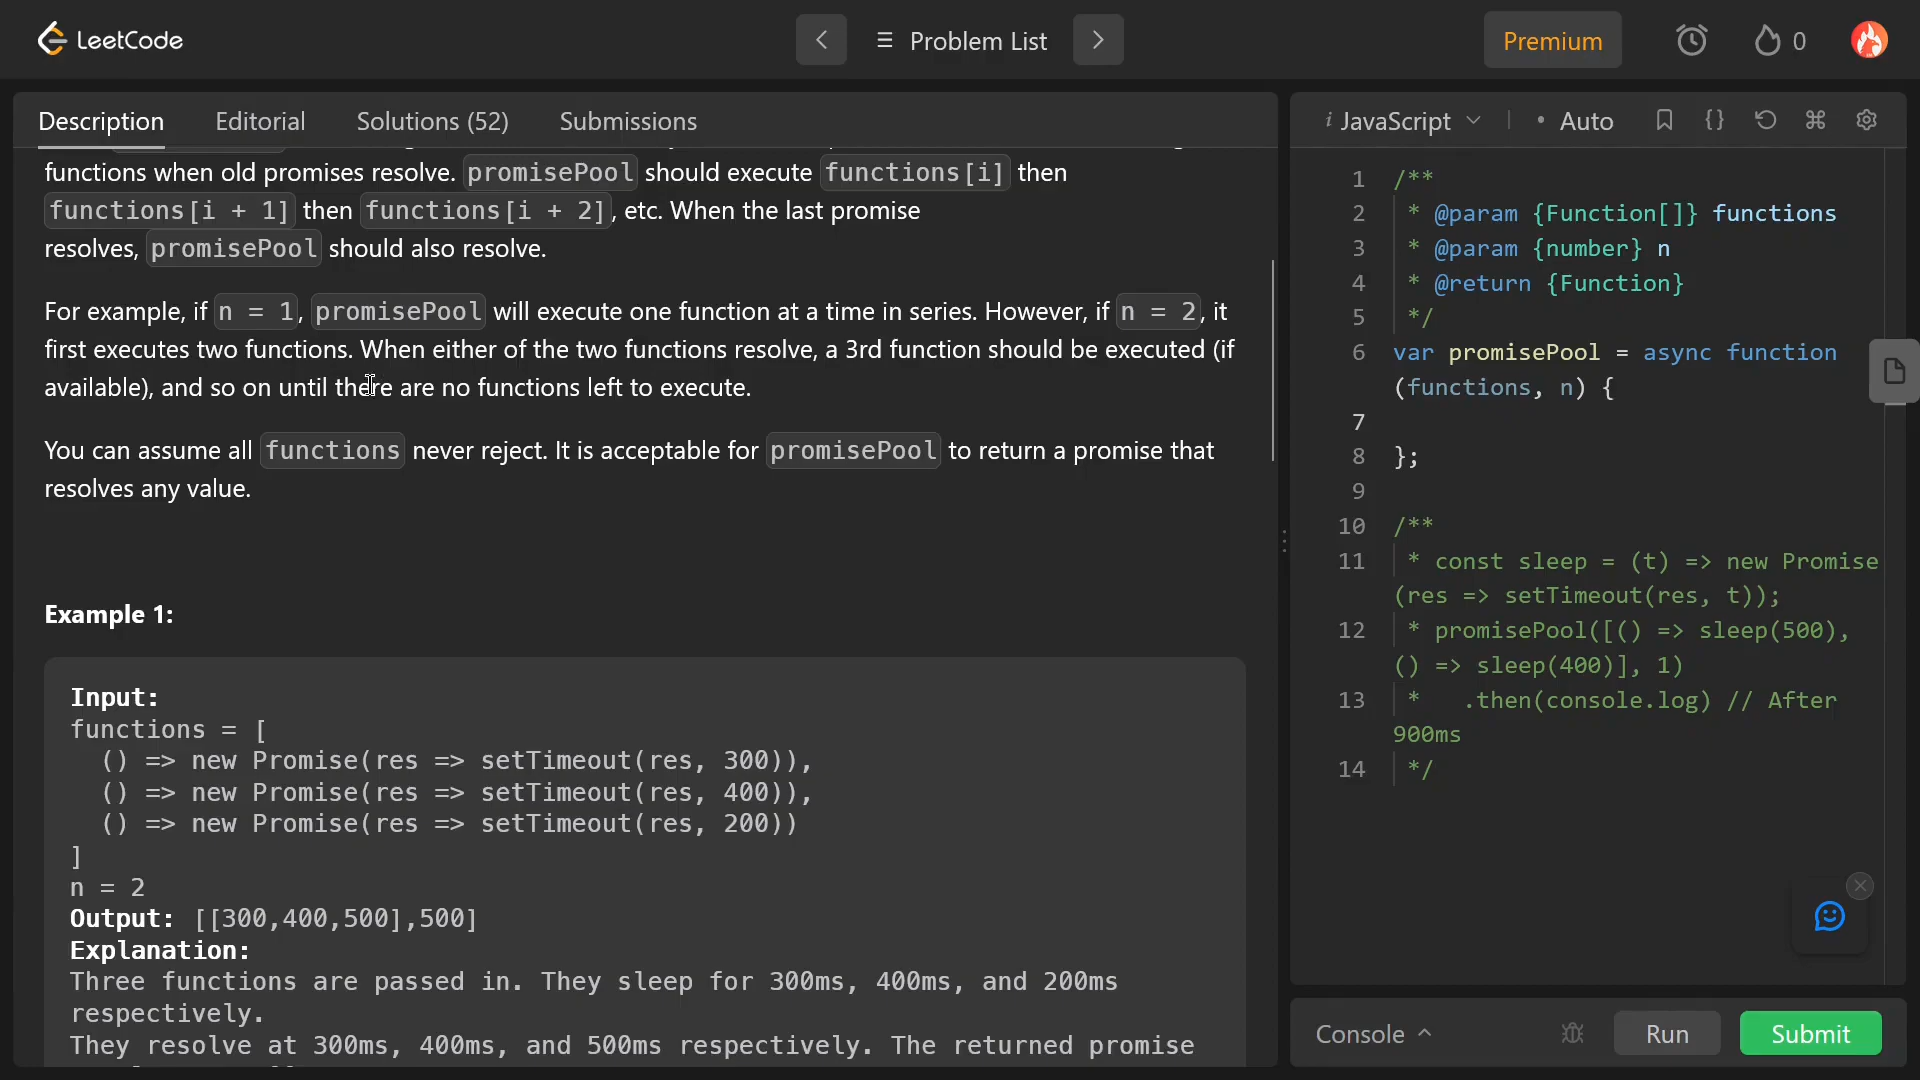 LeetCode
Problem List
Premium
0
Description
Editorial
Solutions (52)
Submissions
functions when old promises resolve. promisePool should execute functions[i] then
functions[i + 1] then functions[i + 2], etc. When the last promise
resolves, promisePool should also resolve.
For example, if n = 1, promisePool will execute one function at a time in series. However, if n = 2, it
first executes two functions. When either of the two functions resolve, a 3rd function should be executed (if
available), and so on until there are no functions left to execute.
You can assume all functions never reject. It is acceptable for promisePool to return a promise that
resolves any value.
Example 1:
Input:
functions = [
  () => new Promise(res => setTimeout(res, 300)),
  () => new Promise(res => setTimeout(res, 400)),
  () => new Promise(res => setTimeout(res, 200))
]
n = 2
Output: [[300,400,500],500]
Explanation:
Three functions are passed in. They sleep for 300ms, 400ms, and 200ms
respectively.
They resolve at 300ms, 400ms, and 500ms respectively. The returned promise
i JavaScript
• Auto
{}
1 /**
2 * @param {Function[]} functions
3 * @param {number} n
4 * @return {Function}
5 */
6 var promisePool = async function
(functions, n) {
7
8 };
9
10 /**
11 * const sleep = (t) => new Promise
(res => setTimeout(res, t));
12 * promisePool([() => sleep(500),
() => sleep(400)], 1)
13 *   .then(console.log) // After
900ms
14 */
Console
Run
Submit